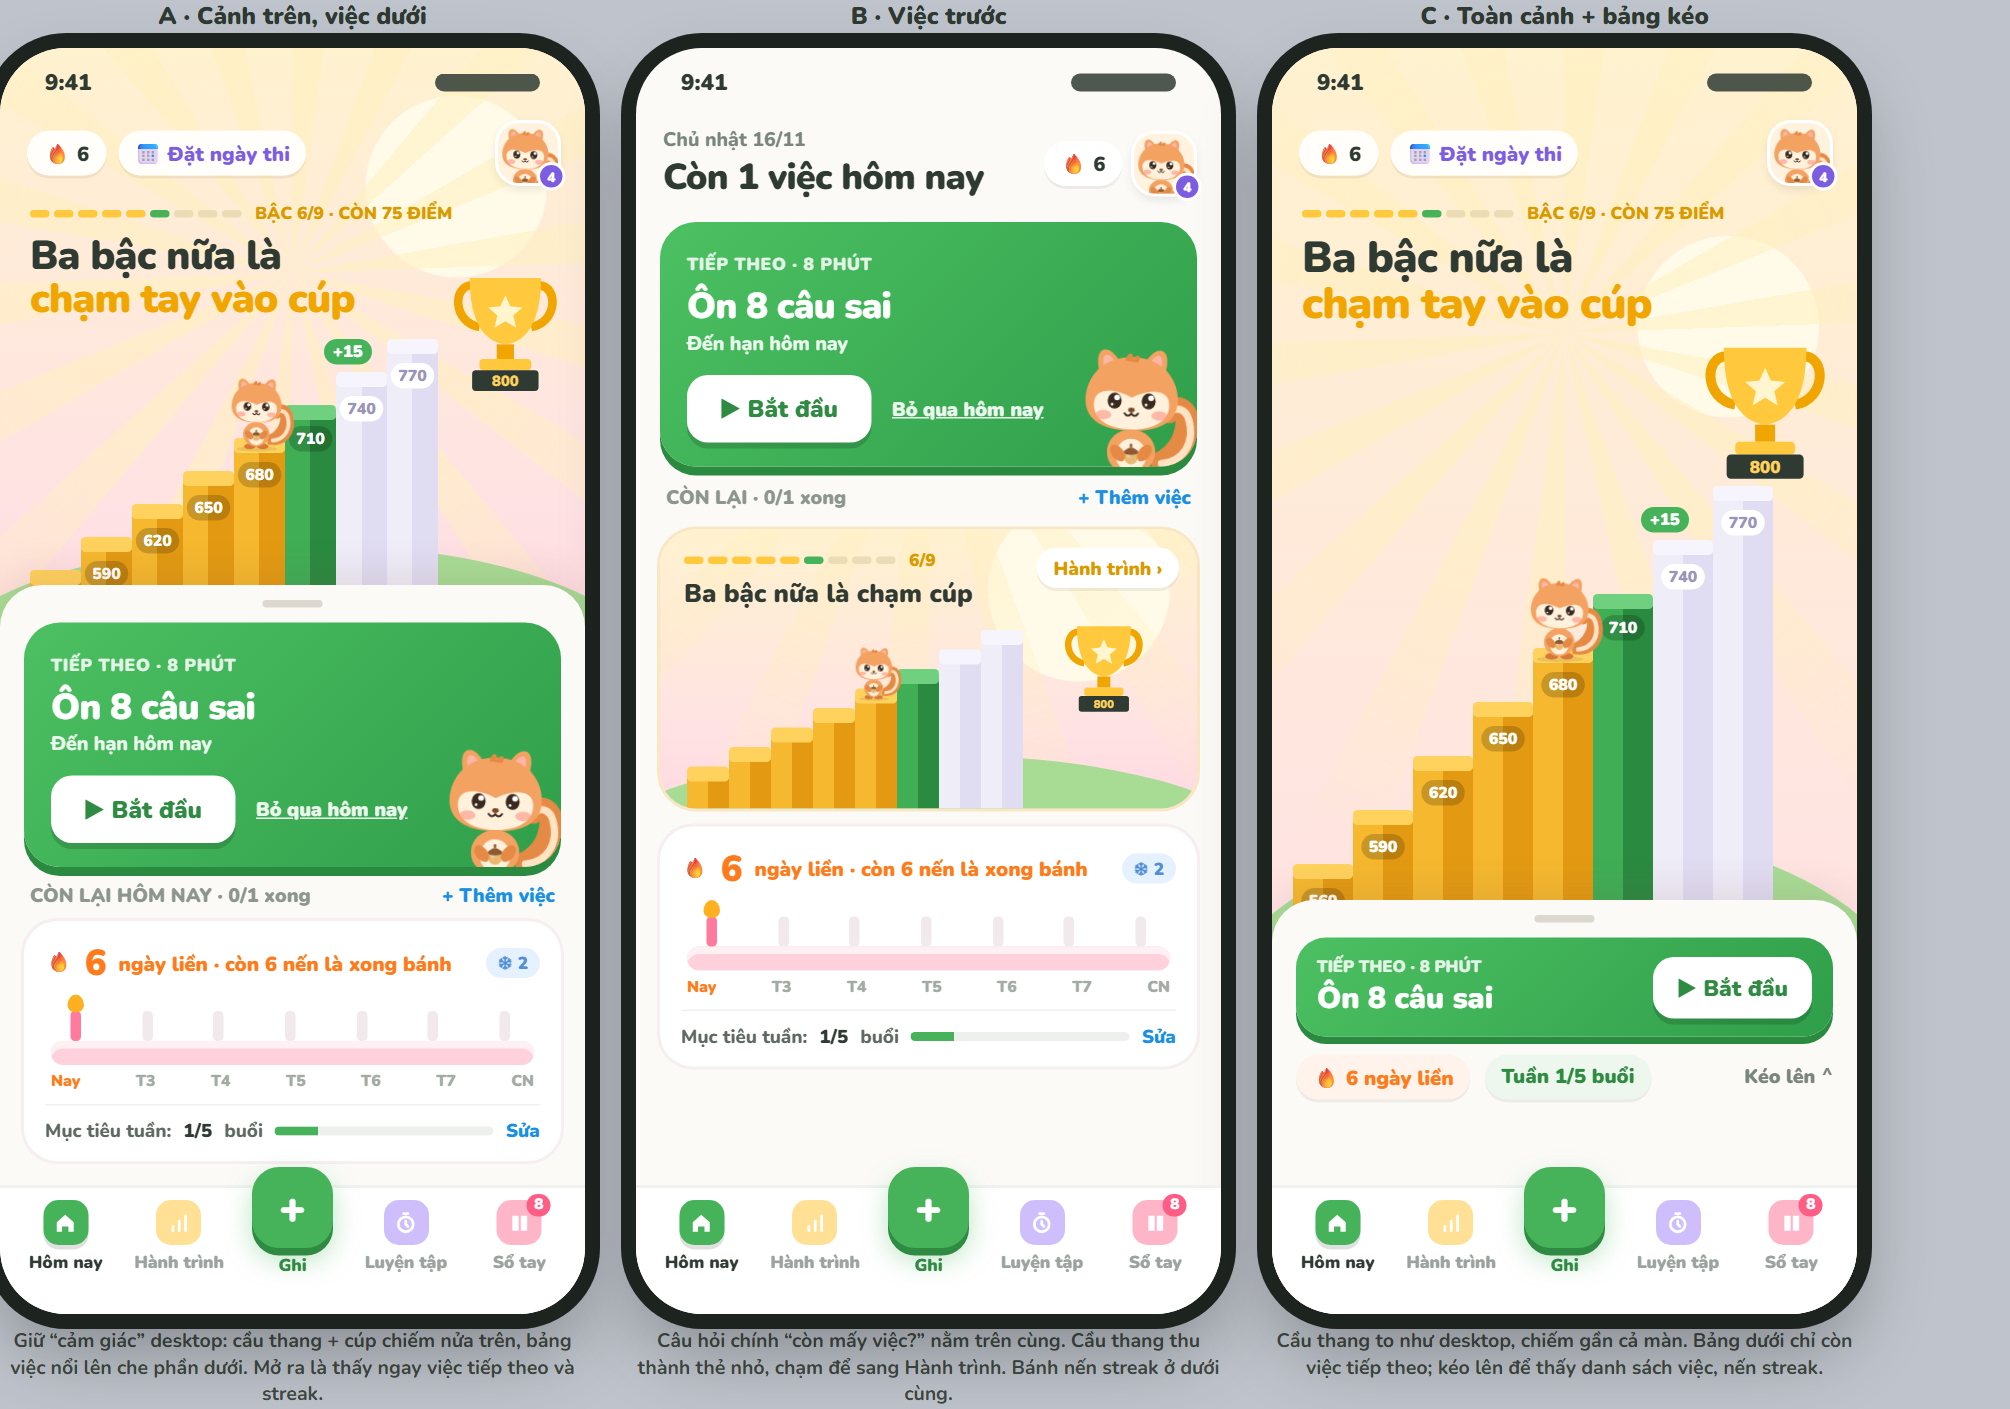 A · Cảnh trên, việc dưới
9:41
6
Đặt ngày thi
4
BẬC 6/9 · CÒN 75 ĐIỂM
Ba bậc nữa là
chạm tay vào cúp
800
+15
770
740
710
680
650
620
590
TIẾP THEO · 8 PHÚT
Ôn 8 câu sai
Đến hạn hôm nay
▶ Bắt đầu
Bỏ qua hôm nay
CÒN LẠI HÔM NAY · 0/1 xong
+ Thêm việc
6 ngày liền · còn 6 nến là xong bánh
❄ 2
Nay T3 T4 T5 T6 T7 CN
Mục tiêu tuần: 1/5 buổi
Sửa
8
Hôm nay
Hành trình
Ghi
Luyện tập
Sổ tay
Giữ “cảm giác” desktop: cầu thang + cúp chiếm nửa trên, bảng
việc nổi lên che phần dưới. Mở ra là thấy ngay việc tiếp theo và
streak.
B · Việc trước
9:41
Chủ nhật 16/11
Còn 1 việc hôm nay
6
4
TIẾP THEO · 8 PHÚT
Ôn 8 câu sai
Đến hạn hôm nay
▶ Bắt đầu
Bỏ qua hôm nay
CÒN LẠI · 0/1 xong
+ Thêm việc
6/9
Hành trình ›
Ba bậc nữa là chạm cúp
800
6 ngày liền · còn 6 nến là xong bánh
❄ 2
Nay T3 T4 T5 T6 T7 CN
Mục tiêu tuần: 1/5 buổi
Sửa
8
Hôm nay
Hành trình
Ghi
Luyện tập
Sổ tay
Câu hỏi chính “còn mấy việc?” nằm trên cùng. Cầu thang thu
thành thẻ nhỏ, chạm để sang Hành trình. Bánh nến streak ở dưới
cùng.
C · Toàn cảnh + bảng kéo
9:41
6
Đặt ngày thi
4
BẬC 6/9 · CÒN 75 ĐIỂM
Ba bậc nữa là
chạm tay vào cúp
800
+15
770
740
710
680
650
620
590
560
TIẾP THEO · 8 PHÚT
Ôn 8 câu sai
▶ Bắt đầu
6 ngày liền
Tuần 1/5 buổi
Kéo lên ^
8
Hôm nay
Hành trình
Ghi
Luyện tập
Sổ tay
Cầu thang to như desktop, chiếm gần cả màn. Bảng dưới chỉ còn
việc tiếp theo; kéo lên để thấy danh sách việc, nến streak.